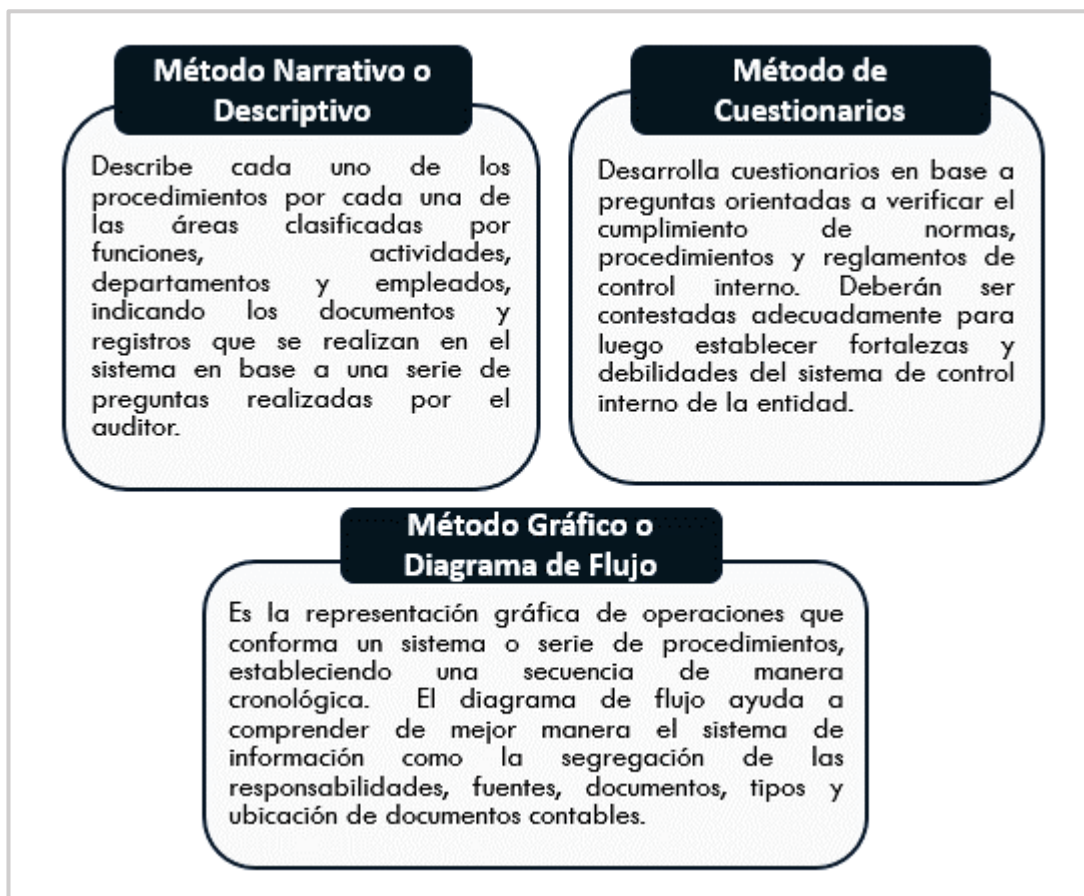 Método Narrativo o
Descriptivo
Describe cada uno de los
procedimientos por cada una de
las áreas clasificadas por
funciones, actividades,
departamentos y empleados,
indicando los documentos y
registros que se realizan en el
sistema en base a una serie de
preguntas realizadas por el
auditor.
Método de
Cuestionarios
Desarrolla cuestionarios en base a
preguntas orientadas a verificar el
cumplimiento de normas,
procedimientos y reglamentos de
control interno. Deberán ser
contestadas adecuadamente para
luego establecer fortalezas y
debilidades del sistema de control
interno de la entidad.
Método Gráfico o
Diagrama de Flujo
Es la representación gráfica de operaciones que
conforma un sistema o serie de procedimientos,
estableciendo una secuencia de manera
cronológica. El diagrama de flujo ayuda a
comprender de mejor manera el sistema de
información como la segregación de las
responsabilidades, fuentes, documentos, tipos y
ubicación de documentos contables.